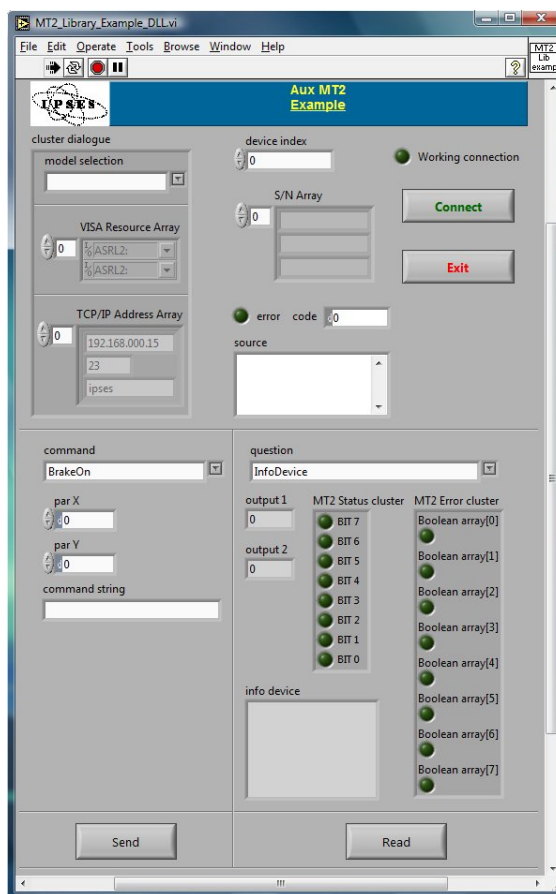 MT2_Library_Example_DLL.vi
File Edit Operate Tools Browse Window Help
MT2
Lib
examp
IPSES
Aux MT2
Example
cluster dialogue
model selection
VISA Resource Array
0
ASRL2:
ASRL2:
TCP/IP Address Array
0
192.168.000.15
23
ipses
device index
0
Working connection
S/N Array
0
Connect
Exit
error code 0
source
command
BrakeOn
par X
0
par Y
0
command string
question
InfoDevice
output 1
0
output 2
0
MT2 Status cluster
BIT 7
BIT 6
BIT 5
BIT 4
BIT 3
BIT 2
BIT 1
BIT 0
MT2 Error cluster
Boolean array[0]
Boolean array[1]
Boolean array[2]
Boolean array[3]
Boolean array[4]
Boolean array[5]
Boolean array[6]
Boolean array[7]
info device
Send
Read